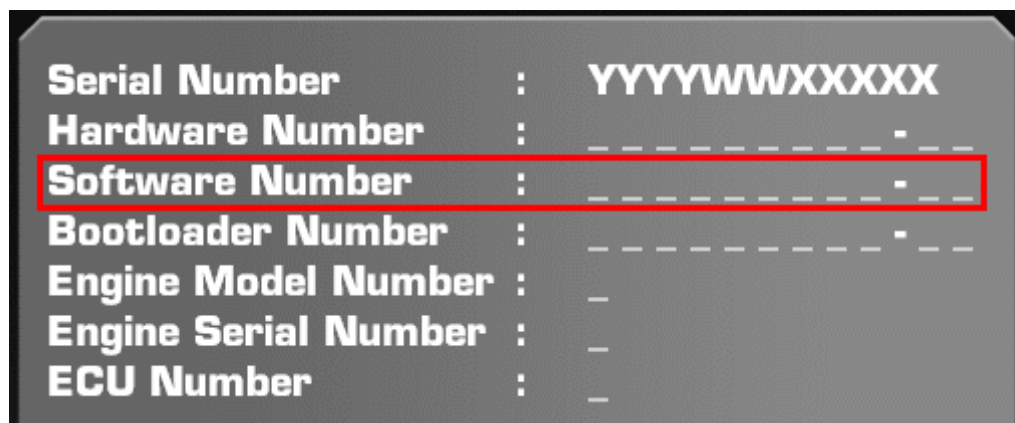 Serial Number : YYYYWWXXXXX
Hardware Number : _ _ _ _ _ _ _ _ _ - _ _
Software Number : _ _ _ _ _ _ _ _ _ - _ _
Bootloader Number : _ _ _ _ _ _ _ _ _ - _ _
Engine Model Number : _
Engine Serial Number : _
ECU Number : _